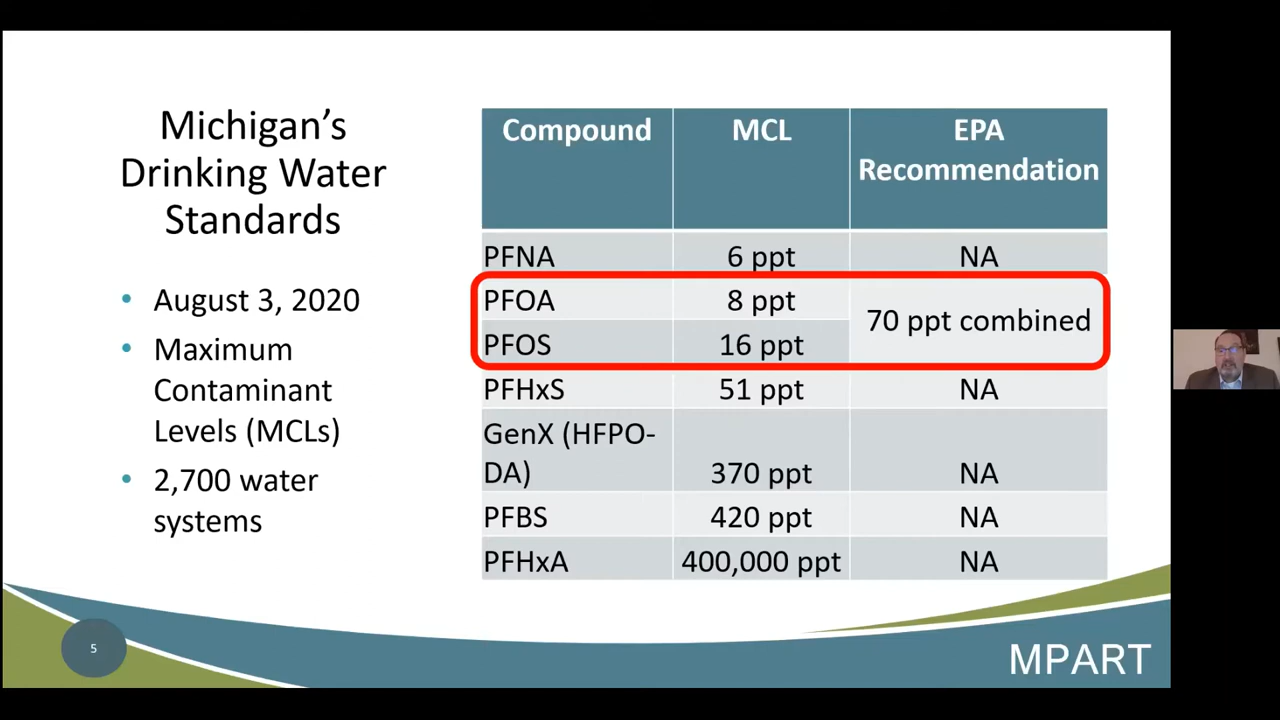 Michigan's
Drinking Water
Standards
• August 3, 2020
• Maximum
Contaminant
Levels (MCLs)
• 2,700 water
systems
Compound MCL EPA
Recommendation
PFNA 6 ppt NA
PFOA 8 ppt
70 ppt combined
PFOS 16 ppt
PFHxS 51 ppt NA
GenX (HFPO-
DA) 370 ppt NA
PFBS 420 ppt NA
PFHxA 400,000 ppt NA
5
MPART